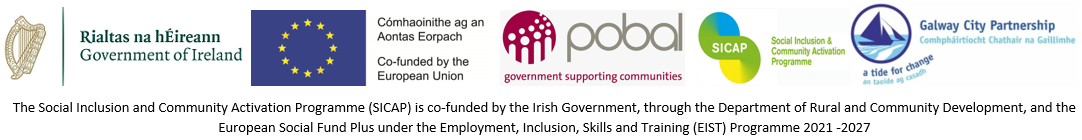 Rialtas na hÉireann
Government of Ireland
Cómhaoinithe ag an
Aontas Eorpach
Co-funded by the
European Union
pobal
government supporting communities
SICAP
Social Inclusion &
Community Activation
Programme
Galway City Partnership
Comhpháirtíocht Chathair na Gaillimhe
a tide for change
an taoide ag casadh
The Social Inclusion and Community Activation Programme (SICAP) is co-funded by the Irish Government, through the Department of Rural and Community Development, and the
European Social Fund Plus under the Employment, Inclusion, Skills and Training (EIST) Programme 2021 -2027